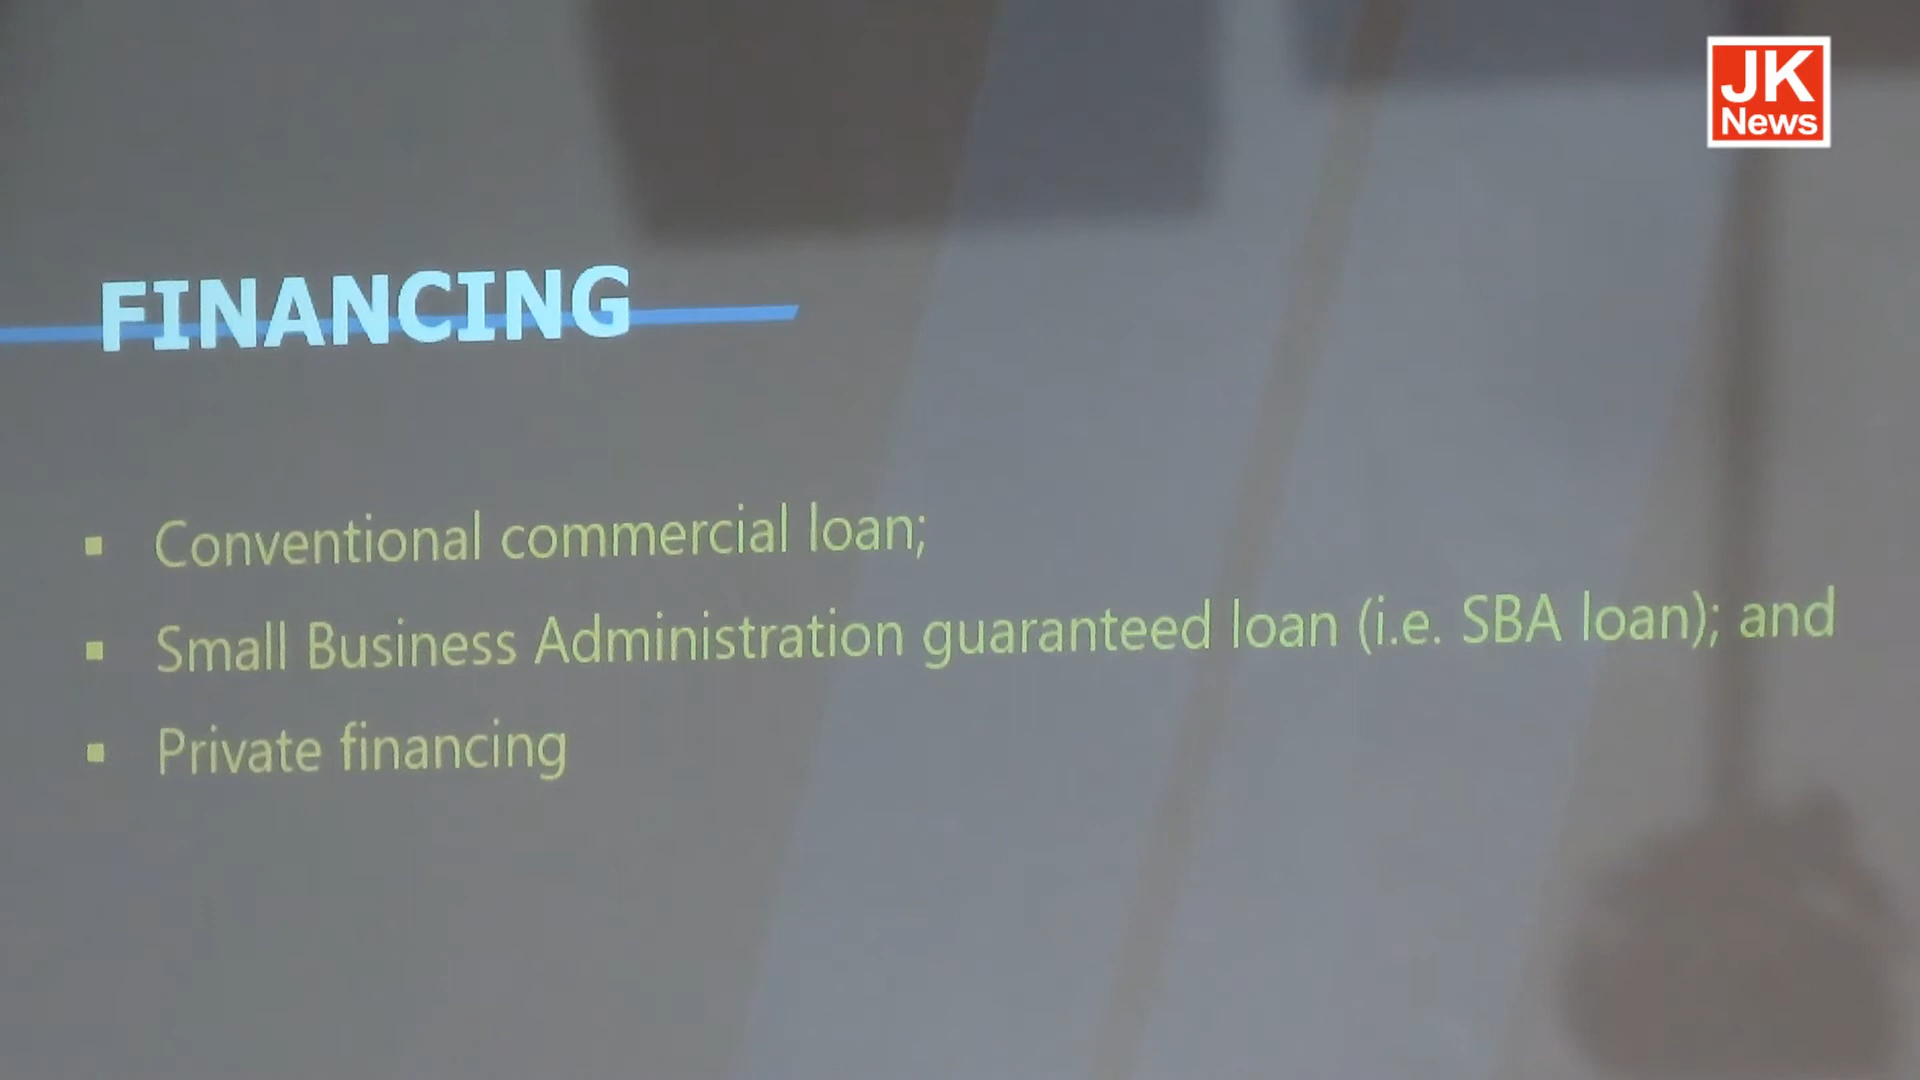 JK
News
FINANCING
▪ Conventional commercial loan;
▪ Small Business Administration guaranteed loan (i.e. SBA loan); and
▪ Private financing